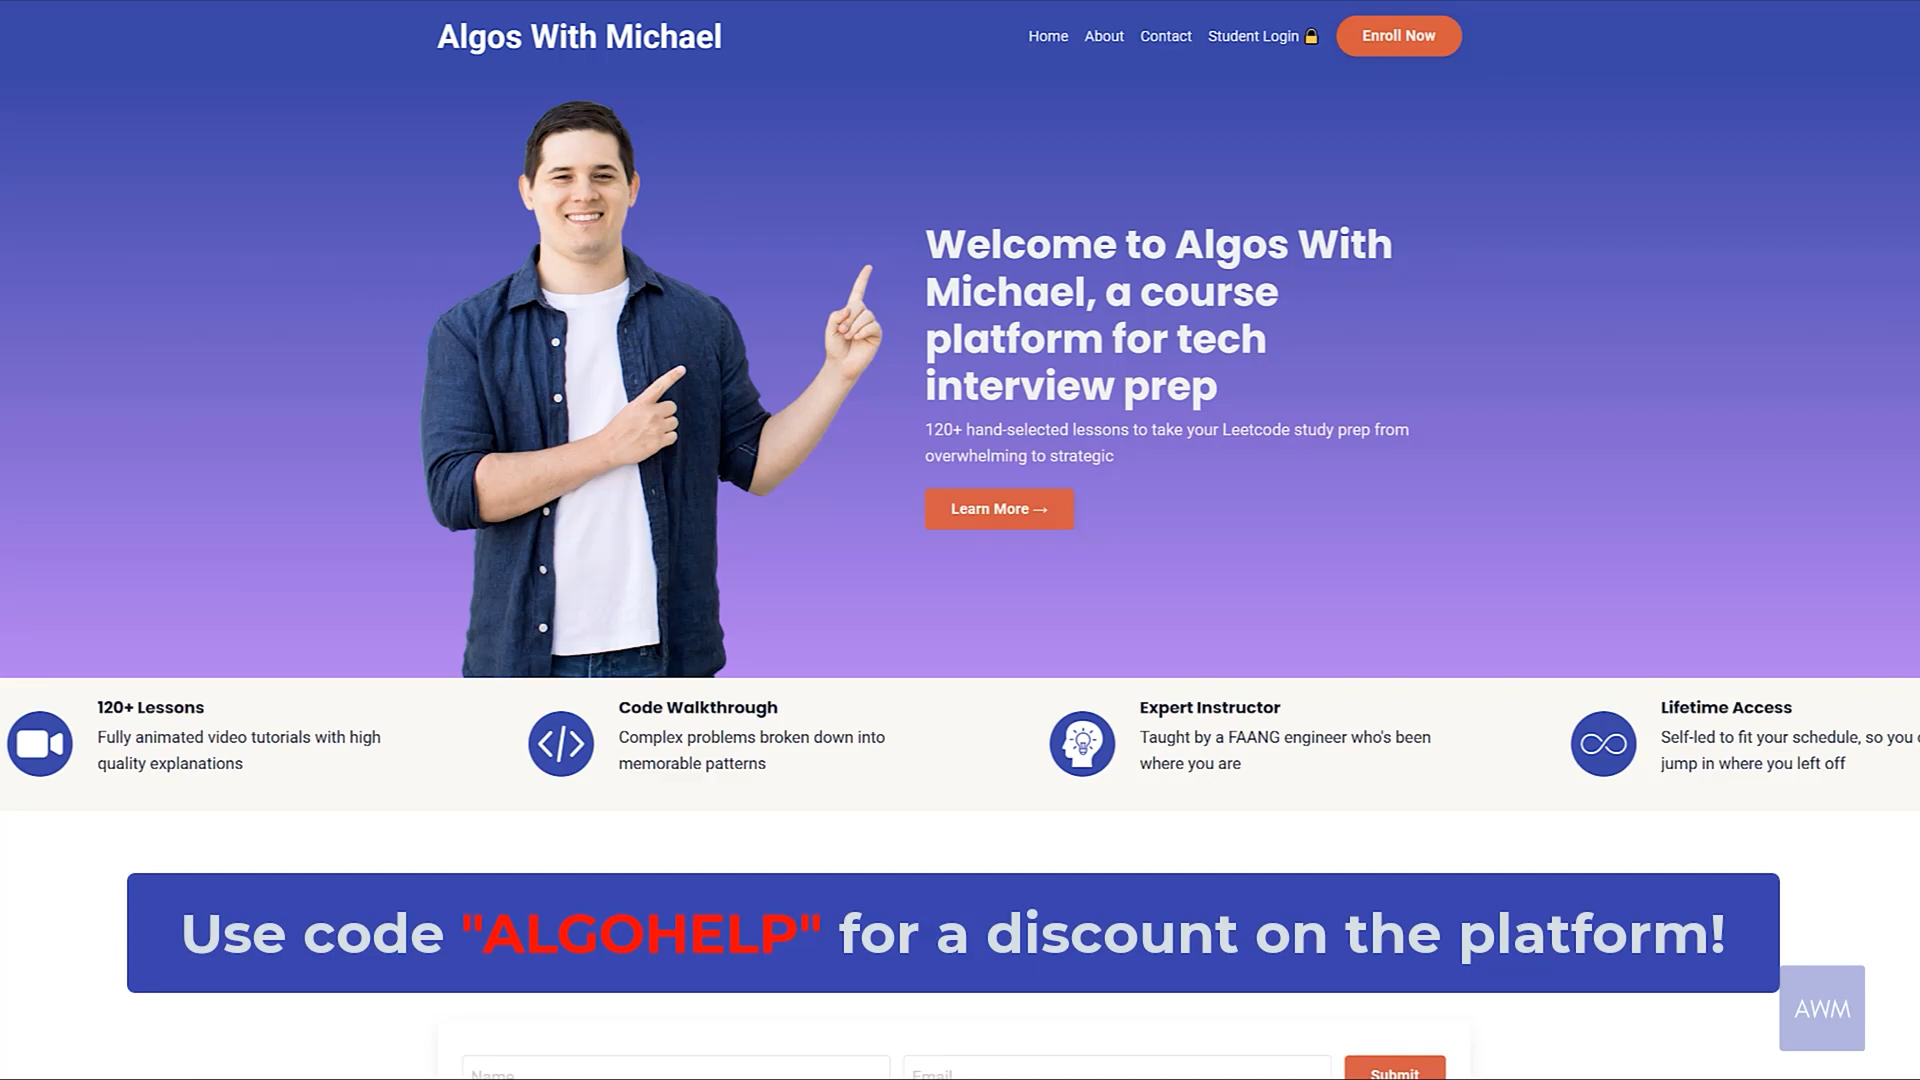 Algos With Michael
Home About Contact Student Login Enroll Now
Welcome to Algos With
Michael, a course
platform for tech
interview prep
120+ hand-selected lessons to take your Leetcode study prep from
overwhelming to strategic
Learn More →
120+ Lessons
Fully animated video tutorials with high
quality explanations
Code Walkthrough
Complex problems broken down into
memorable patterns
Expert Instructor
Taught by a FAANG engineer who's been
where you are
Lifetime Access
Self-led to fit your schedule, so you
jump in where you left off
Use code "ALGOHELP" for a discount on the platform!
AWM
Name
Email
Submit